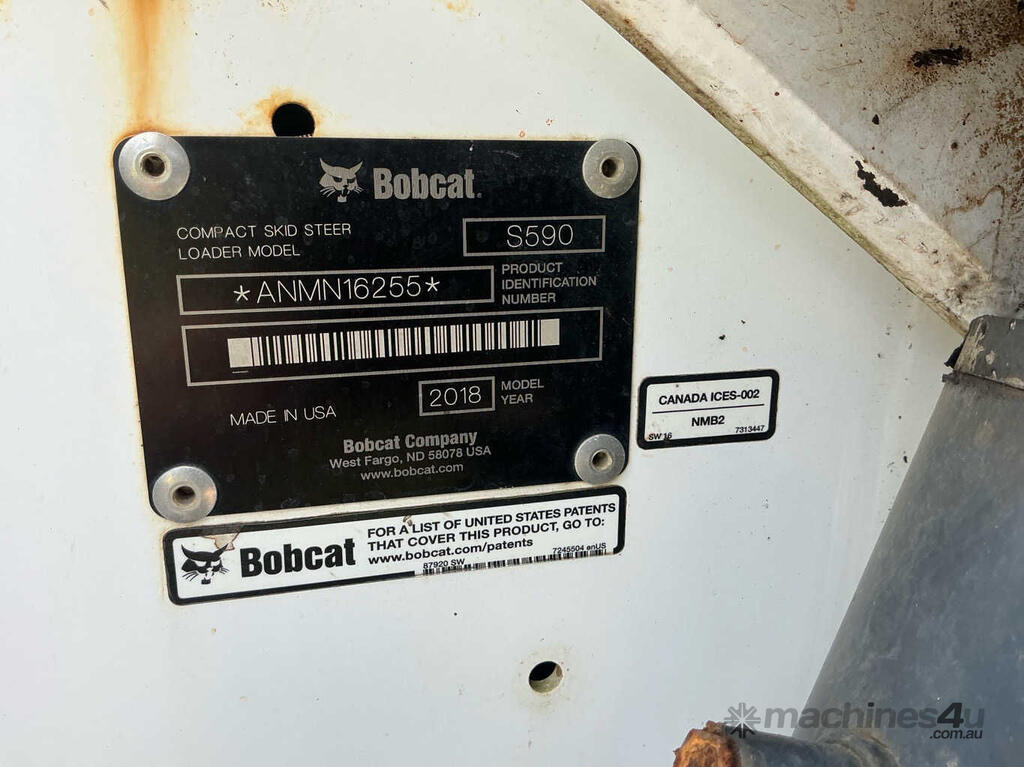 Bobcat®
COMPACT SKID STEER
LOADER MODEL
S590
*ANMN16255*
PRODUCT
IDENTIFICATION
NUMBER
MADE IN USA
2018
MODEL
YEAR
Bobcat Company
West Fargo, ND 58078 USA
www.bobcat.com
CANADA ICES-002
NMB2
SW 16
7313447
Bobcat
FOR A LIST OF UNITED STATES PATENTS
THAT COVER THIS PRODUCT, GO TO:
www.bobcat.com/patents
7245504 enUS
87920 SW
machines4u
.com.au